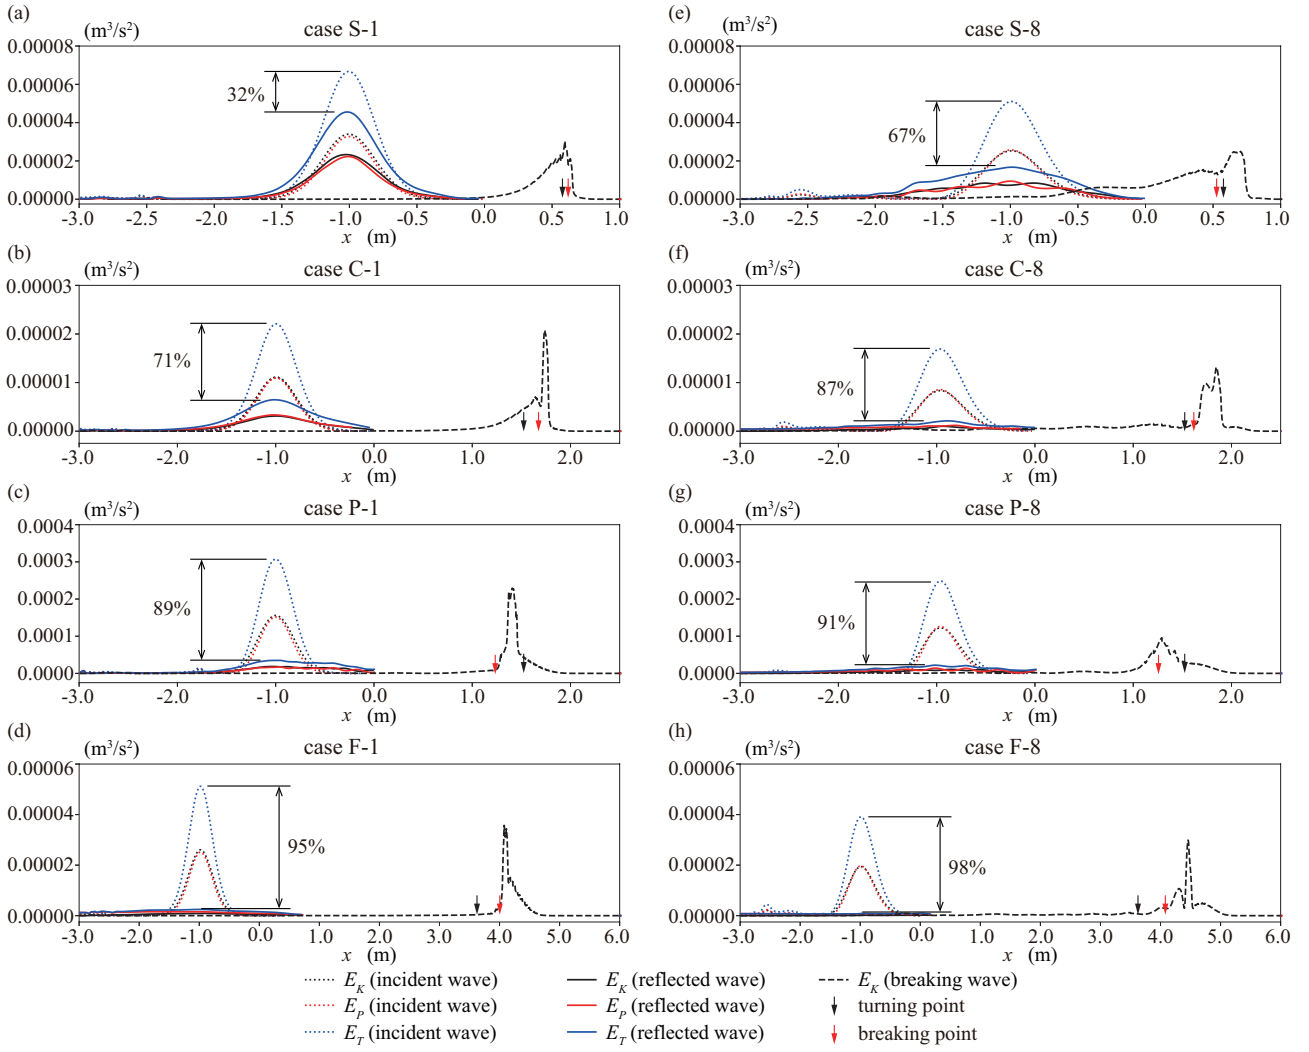 (a)
(m³/s²)
case S-1
0.00008
0.00006
0.00004
0.00002
0.00000
32%
-3.0 -2.5 -2.0 -1.5 -1.0 -0.5 0.0 0.5 1.0
x (m)
(b)
(m³/s²)
case C-1
0.00003
0.00002
0.00001
0.00000
71%
-3.0 -2.0 -1.0 0.0 1.0 2.0
x (m)
(c)
(m³/s²)
case P-1
0.0004
0.0003
0.0002
0.0001
0.0000
89%
-3.0 -2.0 -1.0 0.0 1.0 2.0
x (m)
(d)
(m³/s²)
case F-1
0.00006
0.00004
0.00002
0.00000
95%
-3.0 -2.0 -1.0 0.0 1.0 2.0 3.0 4.0 5.0 6.0
x (m)
(e)
(m³/s²)
case S-8
0.00008
0.00006
0.00004
0.00002
0.00000
67%
-3.0 -2.5 -2.0 -1.5 -1.0 -0.5 0.0 0.5 1.0
x (m)
(f)
(m³/s²)
case C-8
0.00003
0.00002
0.00001
0.00000
87%
-3.0 -2.0 -1.0 0.0 1.0 2.0
x (m)
(g)
(m³/s²)
case P-8
0.0004
0.0003
0.0002
0.0001
0.0000
91%
-3.0 -2.0 -1.0 0.0 1.0 2.0
x (m)
(h)
(m³/s²)
case F-8
0.00006
0.00004
0.00002
0.00000
98%
-3.0 -2.0 -1.0 0.0 1.0 2.0 3.0 4.0 5.0 6.0
x (m)
E_K (incident wave)
E_P (incident wave)
E_T (incident wave)
E_K (reflected wave)
E_P (reflected wave)
E_T (reflected wave)
E_K (breaking wave)
turning point
breaking point